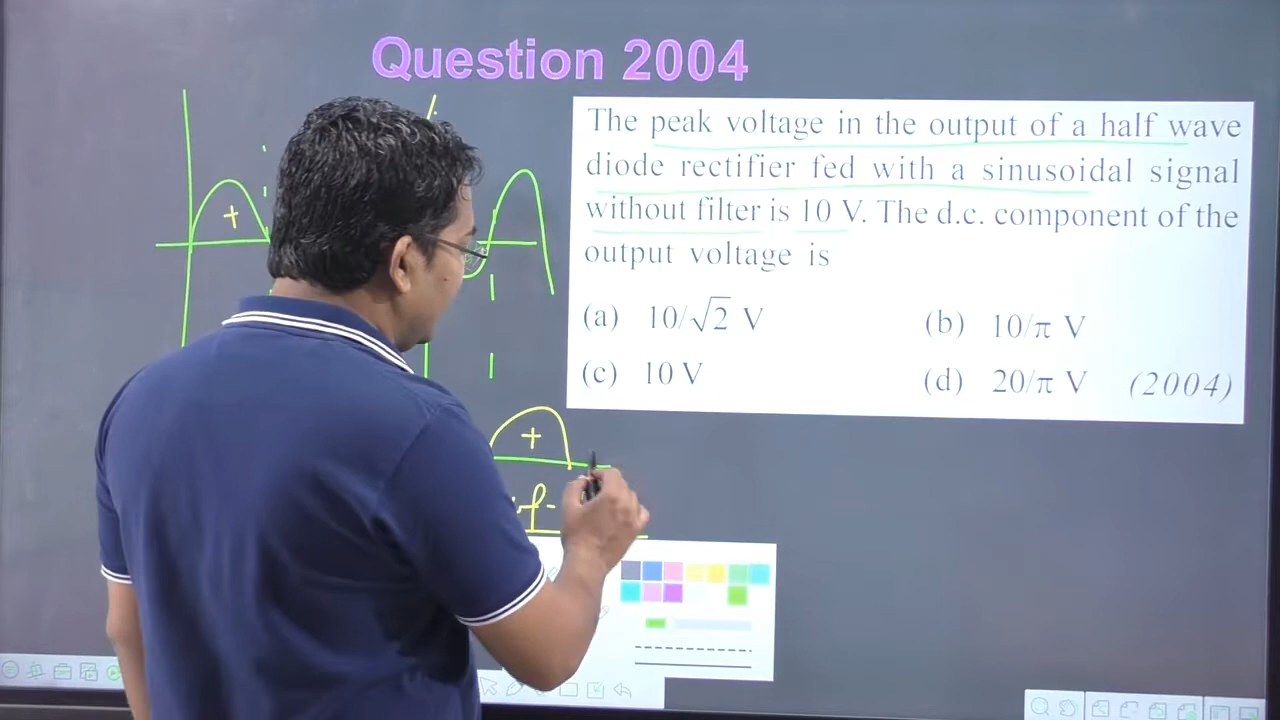 Question 2004
The peak voltage in the output of a half wave
diode rectifier fed with a sinusoidal signal
without filter is 10 V. The d.c. component of the
output voltage is
(a) 10/√2 V (b) 10/π V
(c) 10 V (d) 20/π V (2004)
+
+